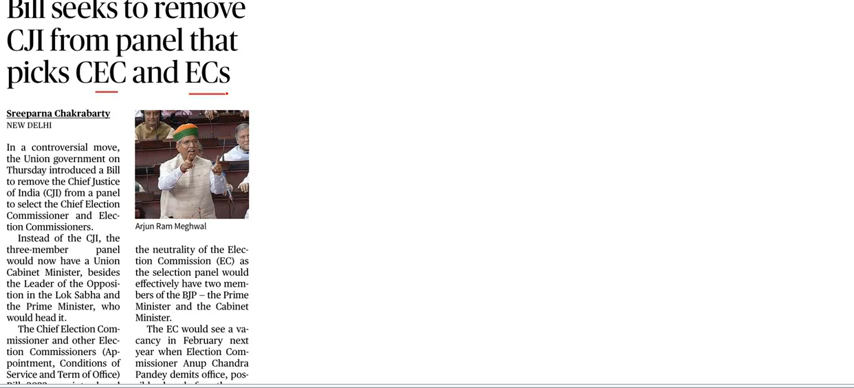 Bill seeks to remove
CJI from panel that
picks CEC and ECs
Sreeparna Chakrabarty
NEW DELHI
In a controversial move,
the Union government on
Thursday introduced a Bill
to remove the Chief Justice
of India (CJI) from a panel
to select the Chief Election
Commissioner and Elec-
tion Commissioners.
Instead of the CJI, the
three-member panel
would now have a Union
Cabinet Minister, besides
the Leader of the Opposi-
tion in the Lok Sabha and
the Prime Minister, who
would head it.
The Chief Election Com-
missioner and other Elec-
tion Commissioners (Ap-
pointment, Conditions of
Service and Term of Office)
Arjun Ram Meghwal
the neutrality of the Elec-
tion Commission (EC) as
the selection panel would
effectively have two mem-
bers of the BJP — the Prime
Minister and the Cabinet
Minister.
The EC would see a va-
cancy in February next
year when Election Com-
missioner Anup Chandra
Pandey demits office, pos-